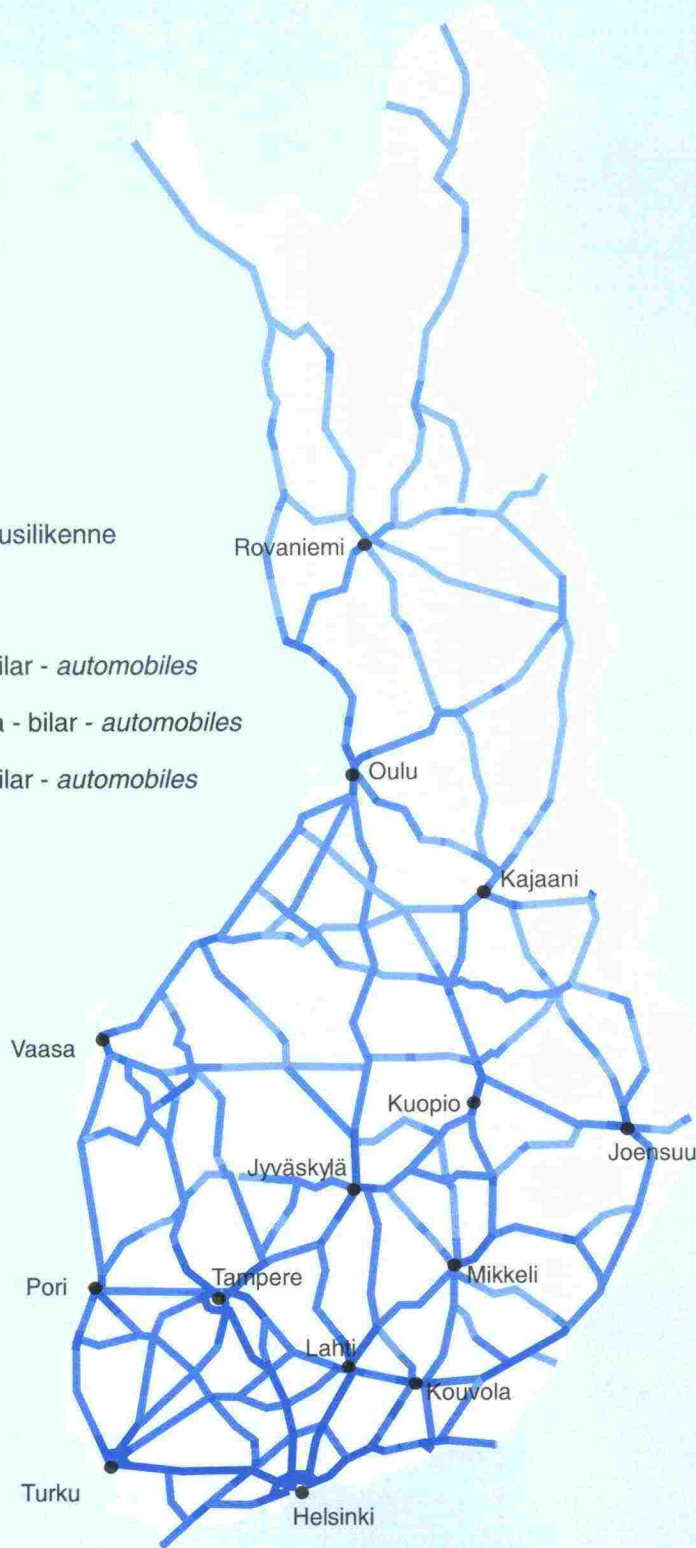 usilikenne
Rovaniemi
ilar - automobiles
a - bilar - automobiles
Oulu
ilar - automobiles
Kajaani
Vaasa
Kuopio
Joensuu
Jyväskylä
Mikkeli
Pori
Tampere
Lahti
Kouvola
Turku
Helsinki